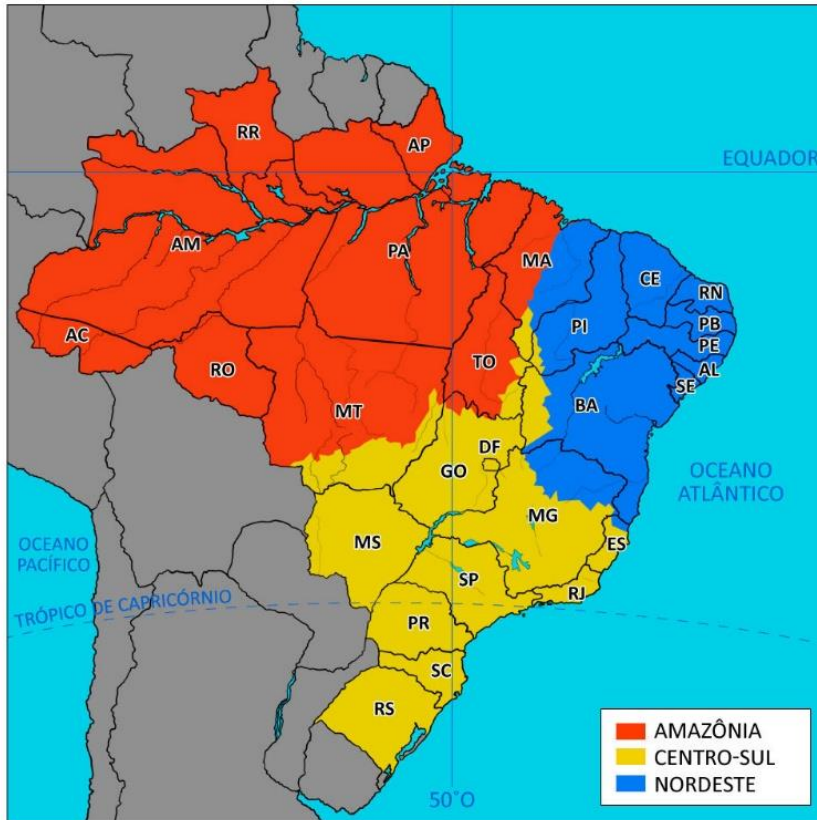 RR
AP
EQUADOR
AM
PA
MA
CE
RN
PB
PI
PE
AL
AC
TO
SE
RO
BA
MT
DF
GO
OCEANO
ATLÂNTICO
MG
OCEANO
PACÍFICO
MS
ES
SP
RJ
TRÓPICO DE CAPRICÓRNIO
PR
SC
RS
AMAZÔNIA
CENTRO-SUL
NORDESTE
50°O